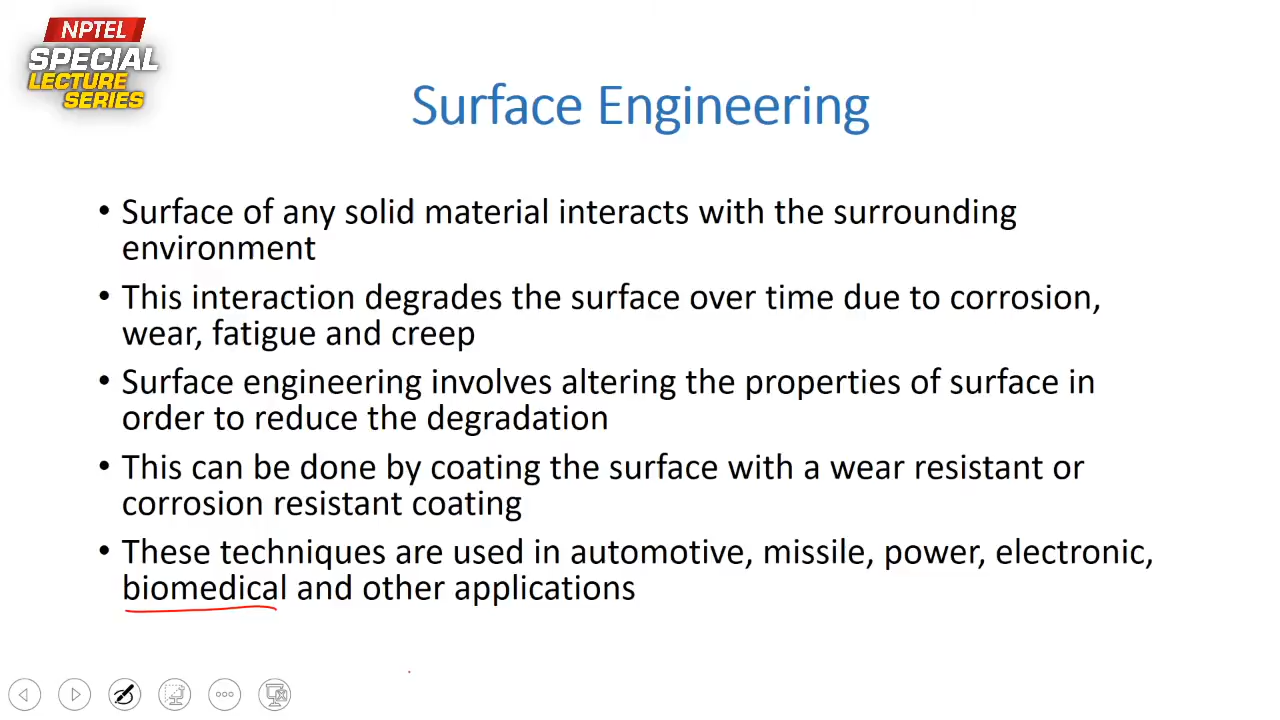 NPTEL
SPECIAL
LECTURE
SERIES
Surface Engineering
• Surface of any solid material interacts with the surrounding
environment
• This interaction degrades the surface over time due to corrosion,
wear, fatigue and creep
• Surface engineering involves altering the properties of surface in
order to reduce the degradation
• This can be done by coating the surface with a wear resistant or
corrosion resistant coating
• These techniques are used in automotive, missile, power, electronic,
biomedical and other applications